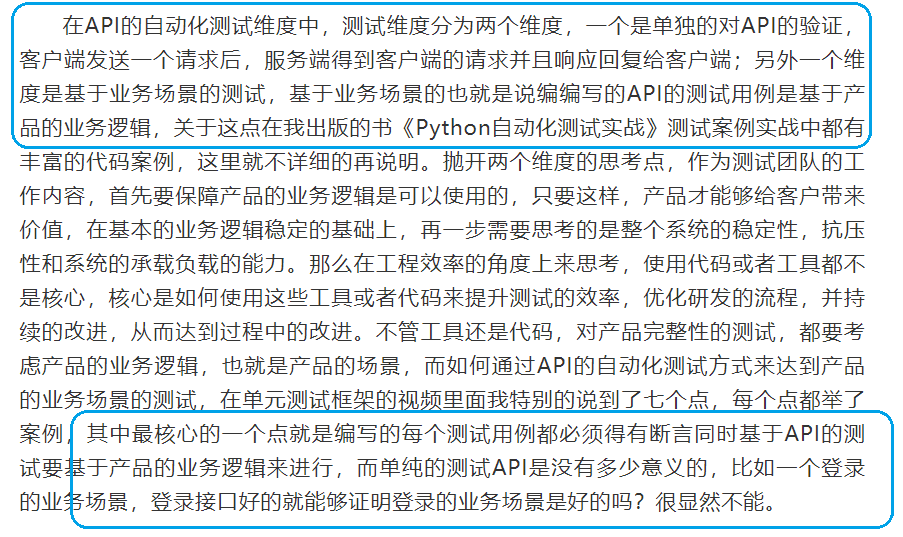 在API的自动化测试维度中，测试维度分为两个维度，一个是单独的对API的验证，
客户端发送一个请求后，服务端得到客户端的请求并且响应回复给客户端；另外一个维
度是基于业务场景的测试，基于业务场景的也就是说编编写的API的测试用例是基于产
品的业务逻辑，关于这点在我出版的书《Python自动化测试实战》测试案例实战中都有
丰富的代码案例，这里就不详细的再说明。抛开两个维度的思考点，作为测试团队的工
作内容，首先要保障产品的业务逻辑是可以使用的，只要这样，产品才能够给客户带来
价值，在基本的业务逻辑稳定的基础上，再一步需要思考的是整个系统的稳定性，抗压
性和系统的承载负载的能力。那么在工程效率的角度上来思考，使用代码或者工具都不
是核心，核心是如何使用这些工具或者代码来提升测试的效率，优化研发的流程，并持
续的改进，从而达到过程中的改进。不管工具还是代码，对产品完整性的测试，都要考
虑产品的业务逻辑，也就是产品的场景，而如何通过API的自动化测试方式来达到产品
的业务场景的测试，在单元测试框架的视频里面我特别的说到了七个点，每个点都举了
案例，其中最核心的一个点就是编写的每个测试用例都必须得有断言同时基于API的测
试要基于产品的业务逻辑来进行，而单纯的测试API是没有多少意义的，比如一个登录
的业务场景，登录接口好的就能够证明登录的业务场景是好的吗？很显然不能。